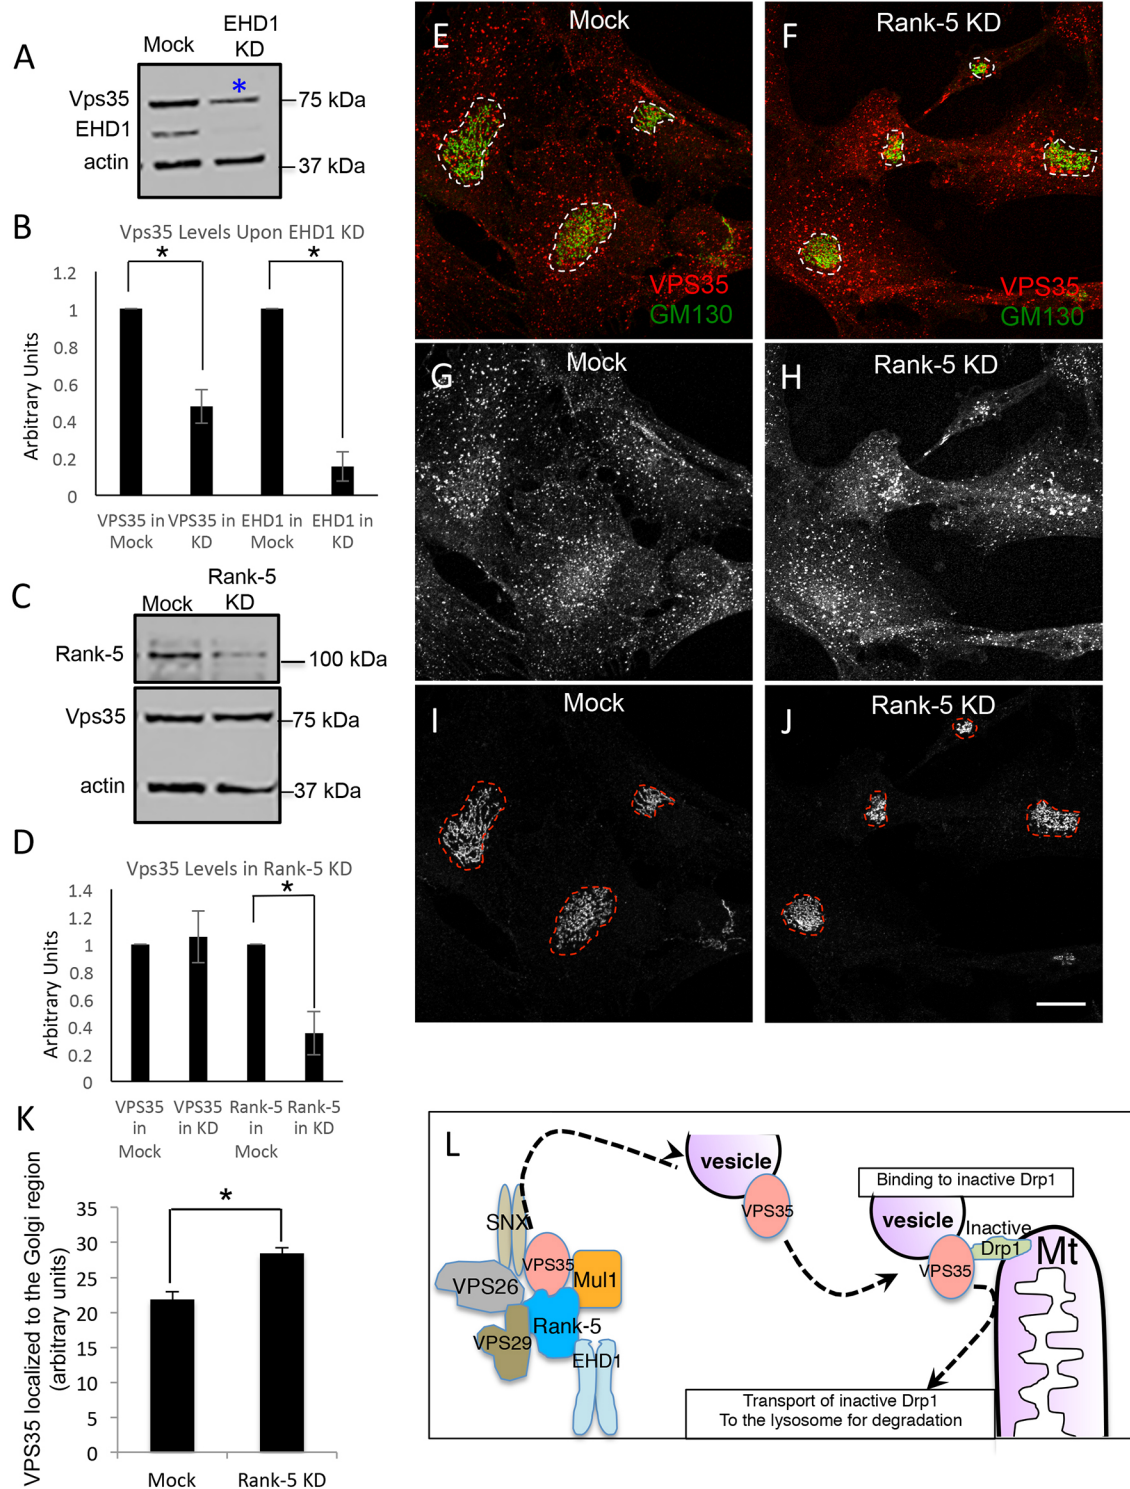 A
Mock
EHD1
KD
*
Vps35
75 kDa
EHD1
actin
37 kDa
B
Vps35 Levels Upon EHD1 KD
*
*
1.2
1
0.8
0.6
0.4
0.2
0
Arbitrary Units
VPS35 in
Mock
VPS35 in
KD
EHD1 in
Mock
EHD1 in
KD
C
Mock
Rank-5
KD
Rank-5
100 kDa
Vps35
75 kDa
actin
37 kDa
D
Vps35 Levels in Rank-5 KD
*
1.4
1.2
1
0.8
0.6
0.4
0.2
0
Arbitrary Units
VPS35
in
Mock
VPS35
in KD
Rank-5
in
Mock
Rank-5
in KD
E
Mock
VPS35
GM130
F
Rank-5 KD
VPS35
GM130
G
Mock
H
Rank-5 KD
I
Mock
J
Rank-5 KD
K
VPS35 localized to the Golgi region
(arbitrary units)
*
35
30
25
20
15
10
5
0
Mock
Rank-5 KD
L
SNX
VPS35
VPS26
Mul1
Rank-5
VPS29
EHD1
vesicle
VPS35
Binding to inactive Drp1
vesicle
Inactive
Drp1
VPS35
Mt
Transport of inactive Drp1
To the lysosome for degradation